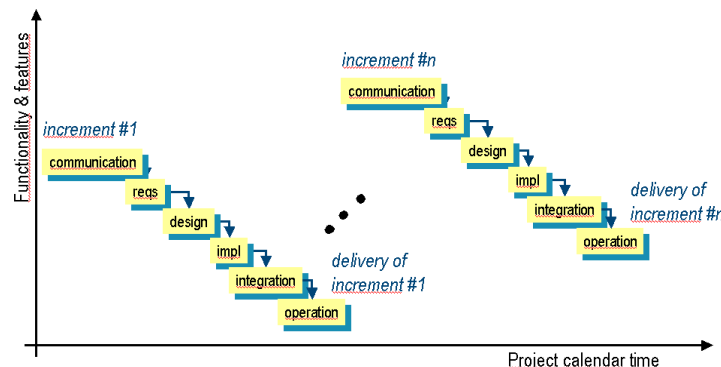 Functionality & features
increment #1
communication
reqs
design
impl
integration
operation
delivery of
increment #1
increment #n
communication
reqs
design
impl
integration
operation
delivery of
increment #n
Project calendar time